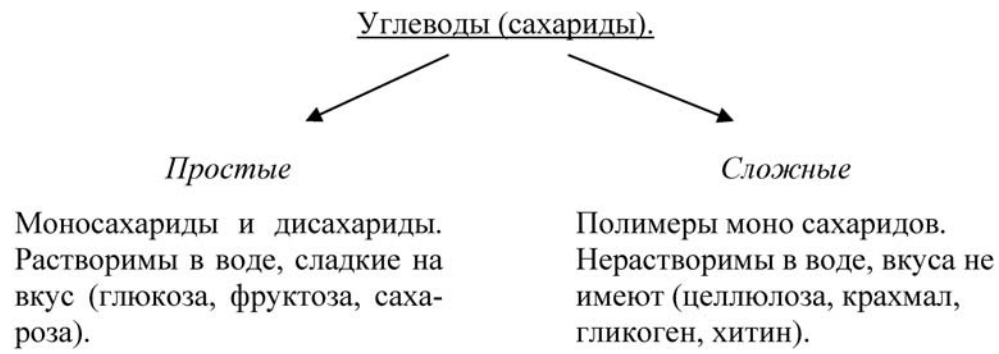 Углеводы (сахариды).
Простые
Моносахариды и дисахариды.
Растворимы в воде, сладкие на
вкус (глюкоза, фруктоза, саха-
роза).
Сложные
Полимеры моно сахаридов.
Нерастворимы в воде, вкуса не
имеют (целлюлоза, крахмал,
гликоген, хитин).